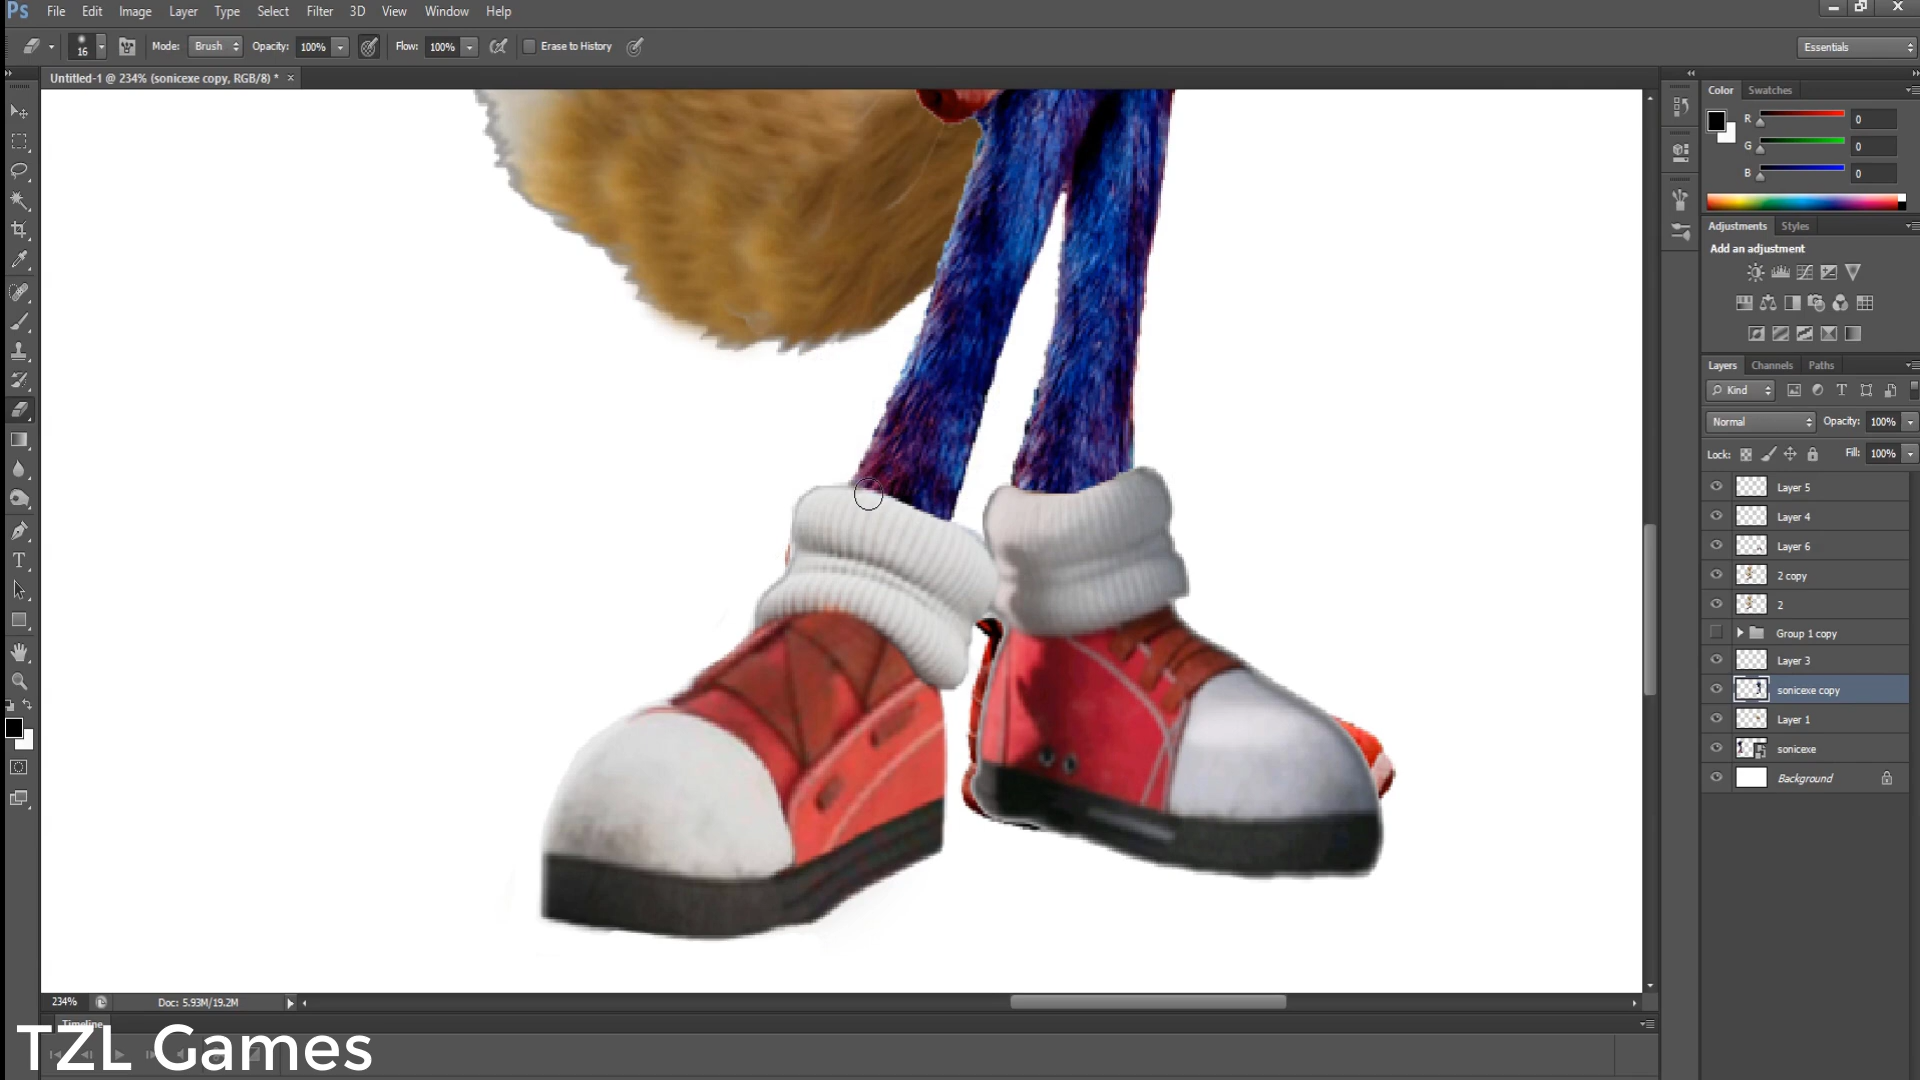 Ps File Edit Image Layer Type Select Filter 3D View Window Help
16 Mode: Brush Opacity: 100% Flow: 100% Erase to History Essentials
Untitled-1 @ 234% (sonicexe copy, RGB/8) * ×
Color Swatches
R 0
G 0
B 0
Adjustments Styles
Add an adjustment
Layers Channels Paths
Kind
Normal Opacity: 100%
Lock: Fill: 100%
Layer 5
Layer 4
Layer 6
2 copy
2
Group 1 copy
Layer 3
sonicexe copy
Layer 1
sonicexe
Background
234% Doc: 5.93M/19.2M
Timeline
TZL Games